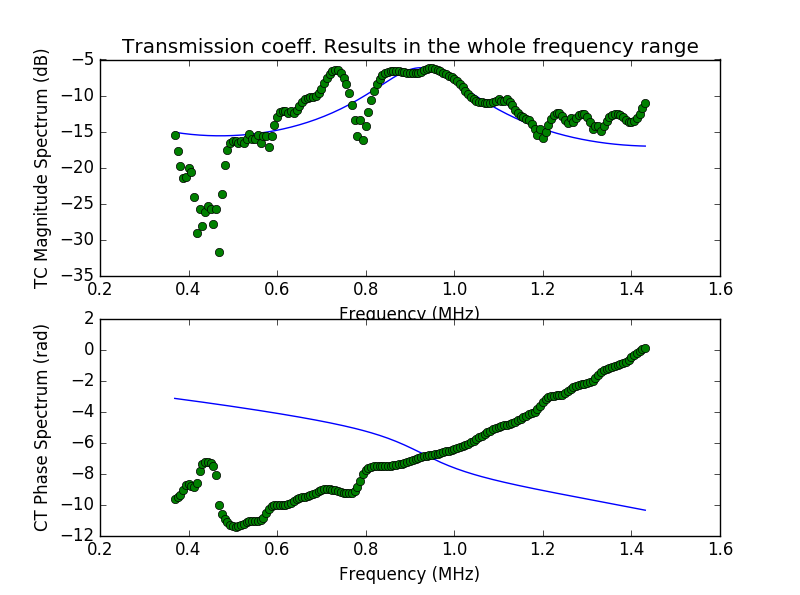 Transmission coeff. Results in the whole frequency range
TC Magnitude Spectrum (dB)
−5
−10
−15
−20
−25
−30
−35
0.2 0.4 0.6 0.8 1.0 1.2 1.4 1.6
Frequency (MHz)
CT Phase Spectrum (rad)
2
0
−2
−4
−6
−8
−10
−12
0.2 0.4 0.6 0.8 1.0 1.2 1.4 1.6
Frequency (MHz)